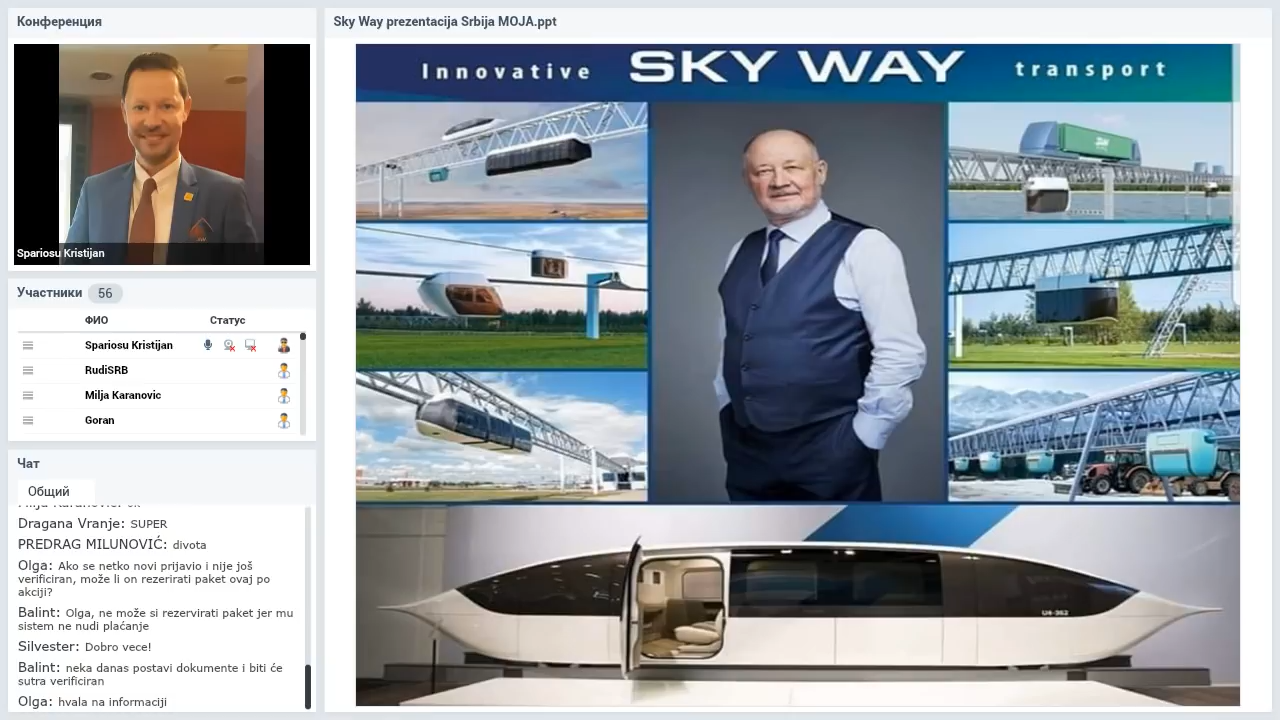 Конференция
Spariosu Kristijan
Участники 56
ФИО Статус
Spariosu Kristijan
RudiSRB
Milja Karanovic
Goran
Чат
Общий
Dragana Vranje: SUPER
PREDRAG MILUNOVIĆ: divota
Olga: Ako se netko novi prijavio i nije još
verificiran, može li on rezerirati paket ovaj po
akciji?
Balint: Olga, ne može si rezervirati paket jer mu
sistem ne nudi plaćanje
Silvester: Dobro vece!
Balint: neka danas postavi dokumente i biti će
sutra verificiran
Olga: hvala na informaciji
Sky Way prezentacija Srbija MOJA.ppt
Innovative SKY WAY transport
U4-362